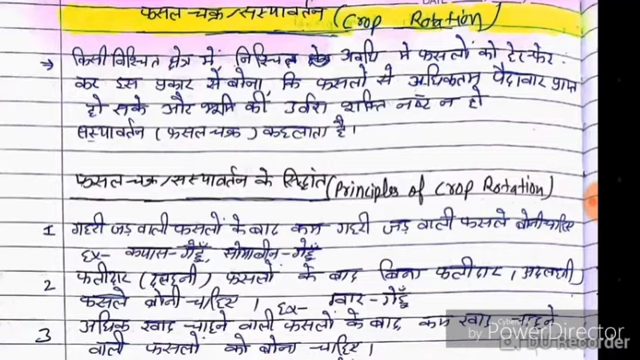 फसल चक्र/सस्यावर्तन (Crop Rotation)
→ किसी निश्चित क्षेत्र में, निश्चित अवधि मे फसलों को हेर-फेर
कर इस प्रकार से बोना कि फसलों से अधिकतम पैदावार प्राप्त
हो सके और भूमि की उर्वरा शक्ति नष्ट न हो
सस्यावर्तन (फसल चक्र) कहलाता है।
फसल चक्र/सस्यावर्तन के सिद्धांत (Principles of Crop Rotation)
1 गहरी जड़ वाली फसलों के बाद कम गहरी जड़ वाली फसले बोनी चाहिए
Ex- कपास-गेहूँ, सोयाबीन-गेहूँ
2 फलीदार (दलहनी) फसलों के बाद बिना फलीदार (अदलहनी
फसले बोनी चाहिए। Ex- ग्वार-गेहूँ
3 अधिक खाद चाहने वाली फसलों के बाद कम खाद चाहने
वाली फसलों को बोना चाहिए।
PowerDirector